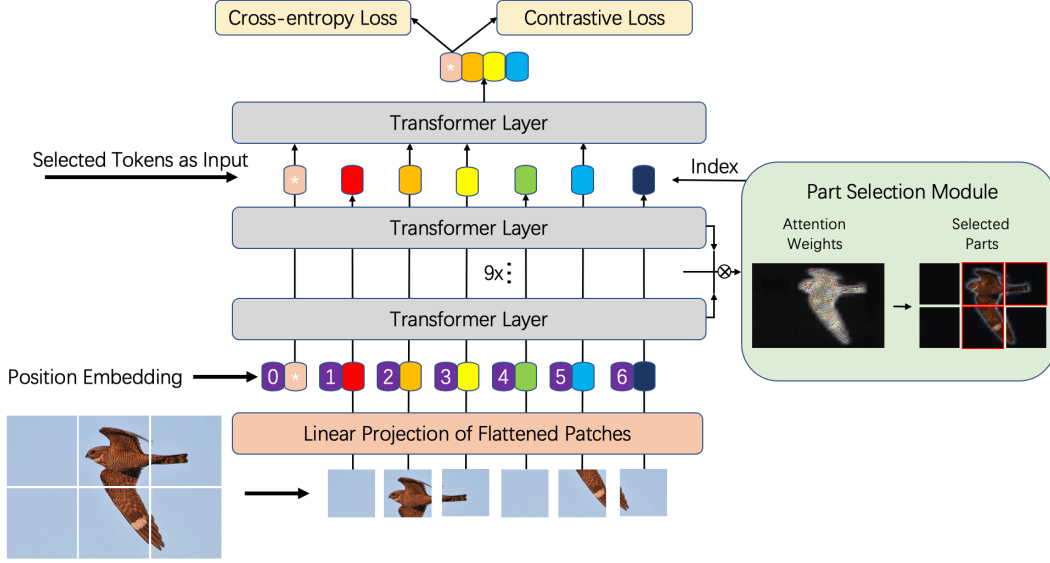 Cross-entropy Loss
Contrastive Loss
*
Transformer Layer
Selected Tokens as Input
*
Index
Part Selection Module
Attention
Weights
Selected
Parts
Transformer Layer
9x
Transformer Layer
Position Embedding
0 * 1 2 3 4 5 6
Linear Projection of Flattened Patches